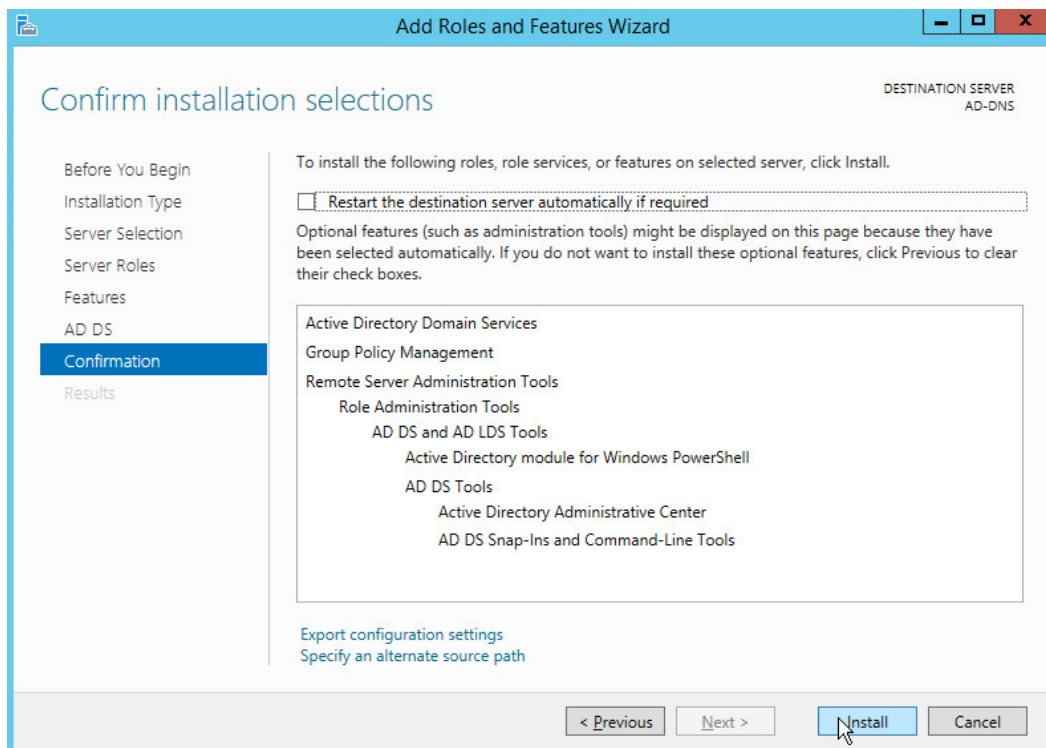 Add Roles and Features Wizard
Confirm installation selections
DESTINATION SERVER
AD-DNS
Before You Begin
Installation Type
Server Selection
Server Roles
Features
AD DS
Confirmation
Results
To install the following roles, role services, or features on selected server, click Install.
Restart the destination server automatically if required
Optional features (such as administration tools) might be displayed on this page because they have
been selected automatically. If you do not want to install these optional features, click Previous to clear
their check boxes.
Active Directory Domain Services
Group Policy Management
Remote Server Administration Tools
Role Administration Tools
AD DS and AD LDS Tools
Active Directory module for Windows PowerShell
AD DS Tools
Active Directory Administrative Center
AD DS Snap-Ins and Command-Line Tools
Export configuration settings
Specify an alternate source path
< Previous
Next >
Install
Cancel